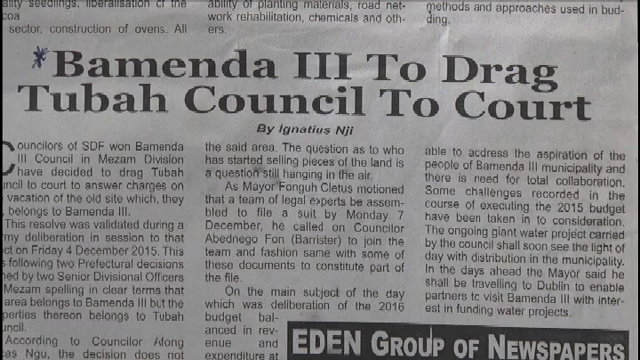 ality seedlings, liberalisation of the
coa
sector, construction of ovens. All
ability of planting materials, road net-
work rehabilitation, chemicals and oth-
ers.
methods and approaches used in bud-
ding.
*Bamenda III To Drag
Tubah Council To Court
By Ignatius Nji
Councilors of SDF won Bamenda
III Council in Mezam Division
have decided to drag Tubah
ncil to court to answer charges on
vacation of the old site which, they
belongs to Bamenda III.
This resolve was validated during a
my deliberation in session to that
ct on Friday 4 December 2015. This
following two Prefectural decisions
ned by two Senior Divisional Officers
Mezam spelling in clear terms that
area belongs to Bamenda III but the
perties thereon belongs to Tubah
uncil.
According to Councilor Along
as Ngu, the decision does not
the said area. The question as to who
has started selling pieces of the land is
a question still hanging in the air.
As Mayor Fonguh Cletus motioned
that a team of legal experts be assem-
bled to file a suit by Monday 7
December, he called on Councilor
Abednego Fon (Barrister) to join the
team and fashion same with some of
these documents to constitute part of
the file.
On the main subject of the day
which was deliberation of the 2016
budget bal-
anced in rev-
enue and
expenditure at
able to address the aspiration of the
people of Bamenda III municipality and
there is need for total collaboration.
Some challenges recorded in the
course of executing the 2015 budget
have been taken in to consideration.
The ongoing giant water project carried
by the council shall soon see the light of
day with distribution in the municipality.
In the days ahead the Mayor said he
shall be travelling to Dublin to enable
partners to visit Bamenda III with inter-
est in funding water projects.
EDEN GROUP OF NEWSPAPERS